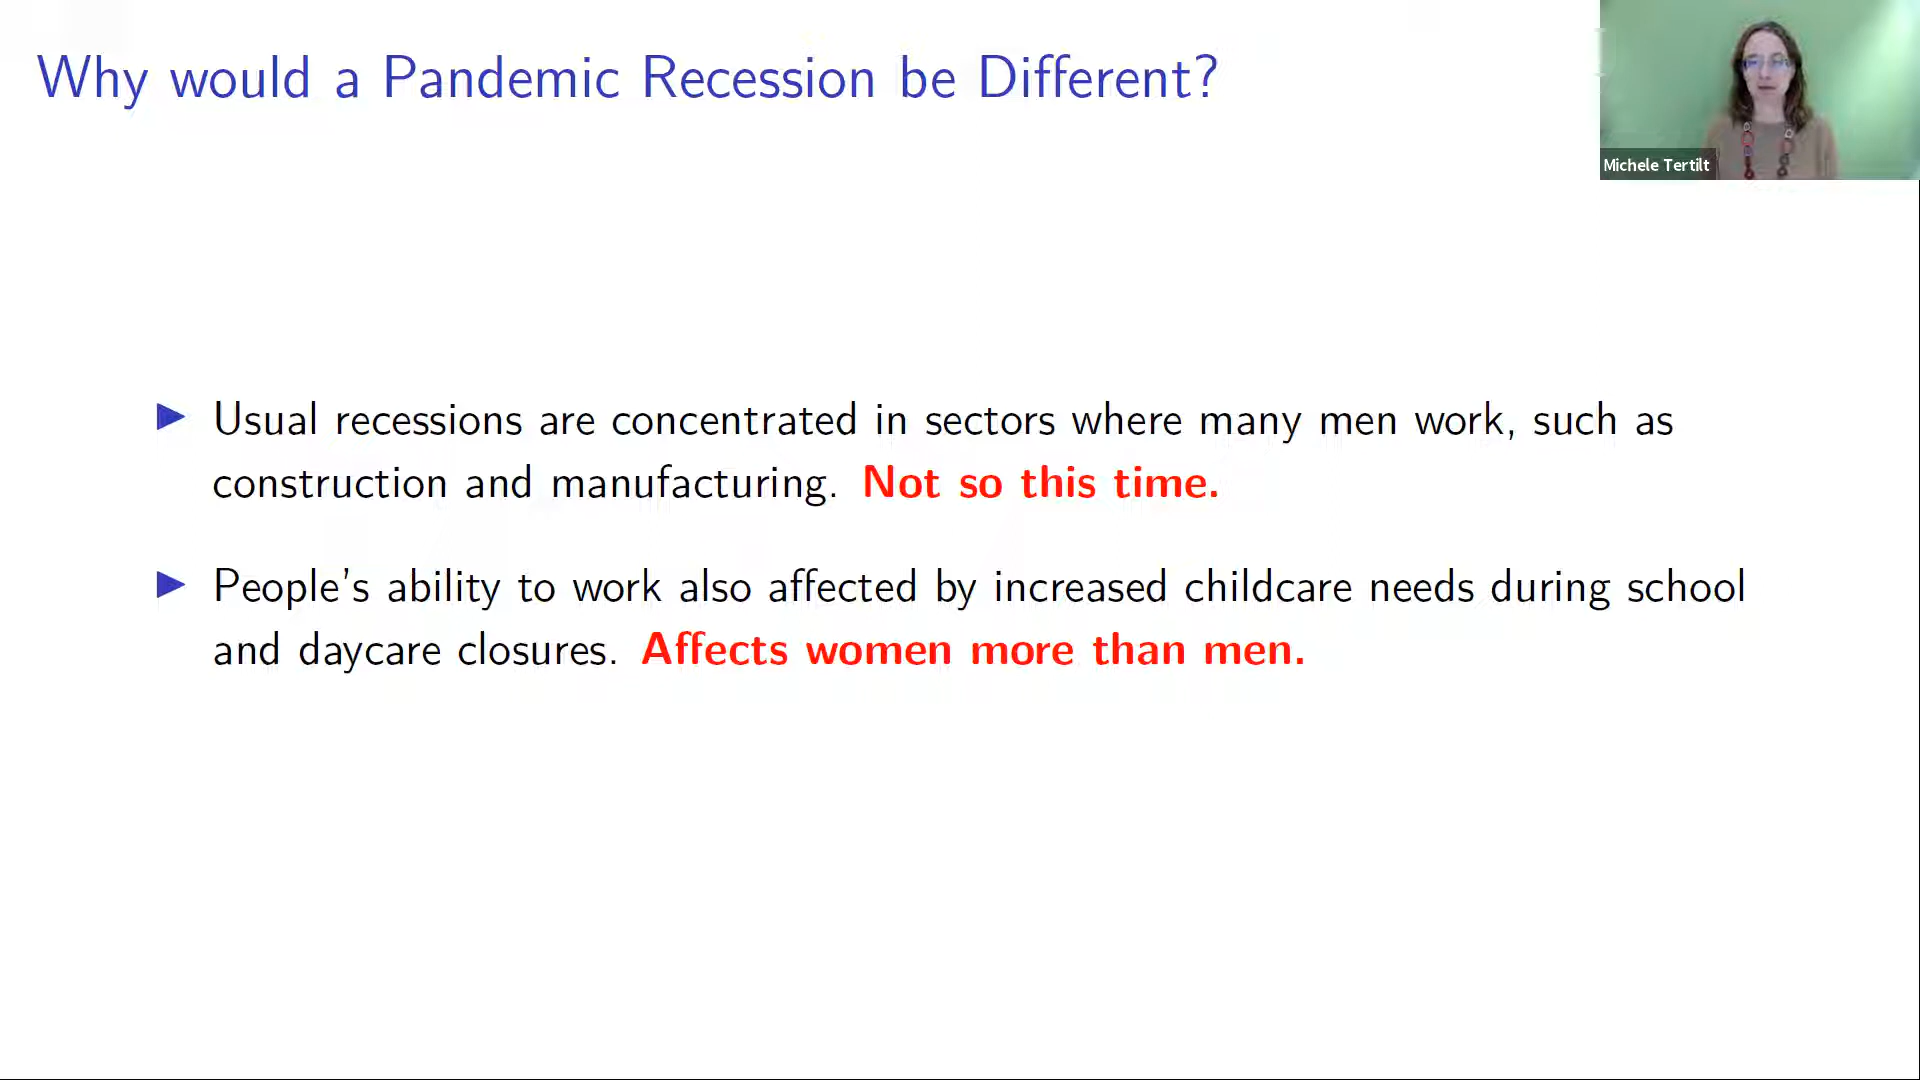 Why would a Pandemic Recession be Different?
Michele Tertilt
Usual recessions are concentrated in sectors where many men work, such as
construction and manufacturing. Not so this time.
People's ability to work also affected by increased childcare needs during school
and daycare closures. Affects women more than men.